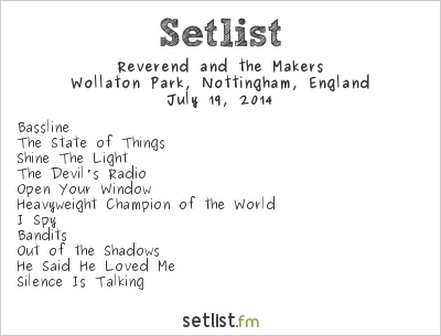 Setlist
Reverend and the Makers
Wollaton Park, Nottingham, England
July 19, 2014
Bassline
The State of Things
Shine The Light
The Devil's Radio
Open Your Window
Heavyweight Champion of the World
I Spy
Bandits
Out of the Shadows
He Said He Loved Me
Silence Is Talking
setlist.fm